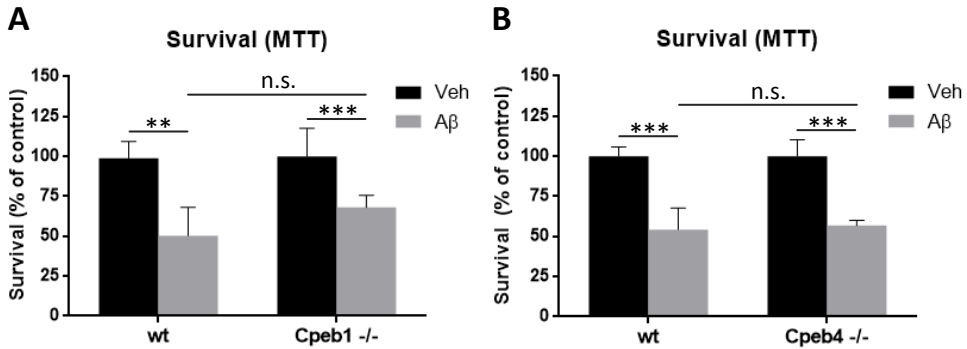 A
Survival (MTT)
Survival (% of control)
150
125
100
75
50
25
0
n.s.
**
***
Veh
Aβ
wt
Cpeb1 -/-
B
Survival (MTT)
Survival (% of control)
150
125
100
75
50
25
0
n.s.
***
***
Veh
Aβ
wt
Cpeb4 -/-